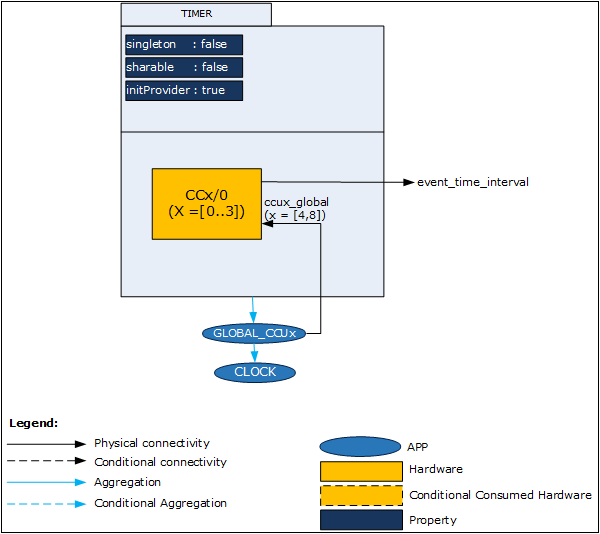 TIMER
singleton : false
sharable : false
initProvider : true
CCx/0
(X =[0..3])
event_time_interval
ccux_global
(x = [4,8])
GLOBAL_CCUx
CLOCK
Legend:
Physical connectivity
Conditional connectivity
Aggregation
Conditional Aggregation
APP
Hardware
Conditional Consumed Hardware
Property